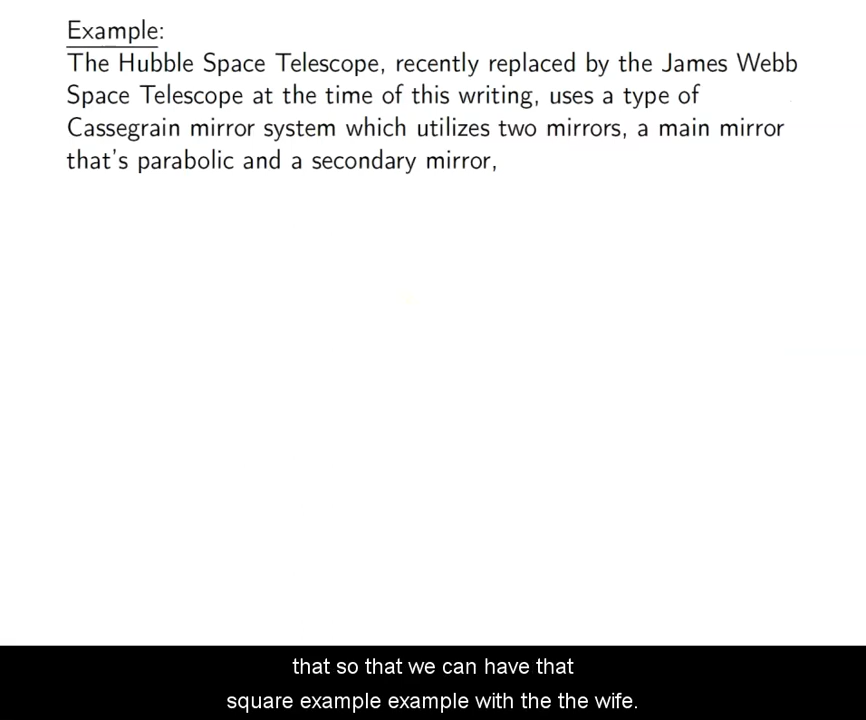 Example:
The Hubble Space Telescope, recently replaced by the James Webb
Space Telescope at the time of this writing, uses a type of
Cassegrain mirror system which utilizes two mirrors, a main mirror
that's parabolic and a secondary mirror,
that so that we can have that
square example example with the the wife.